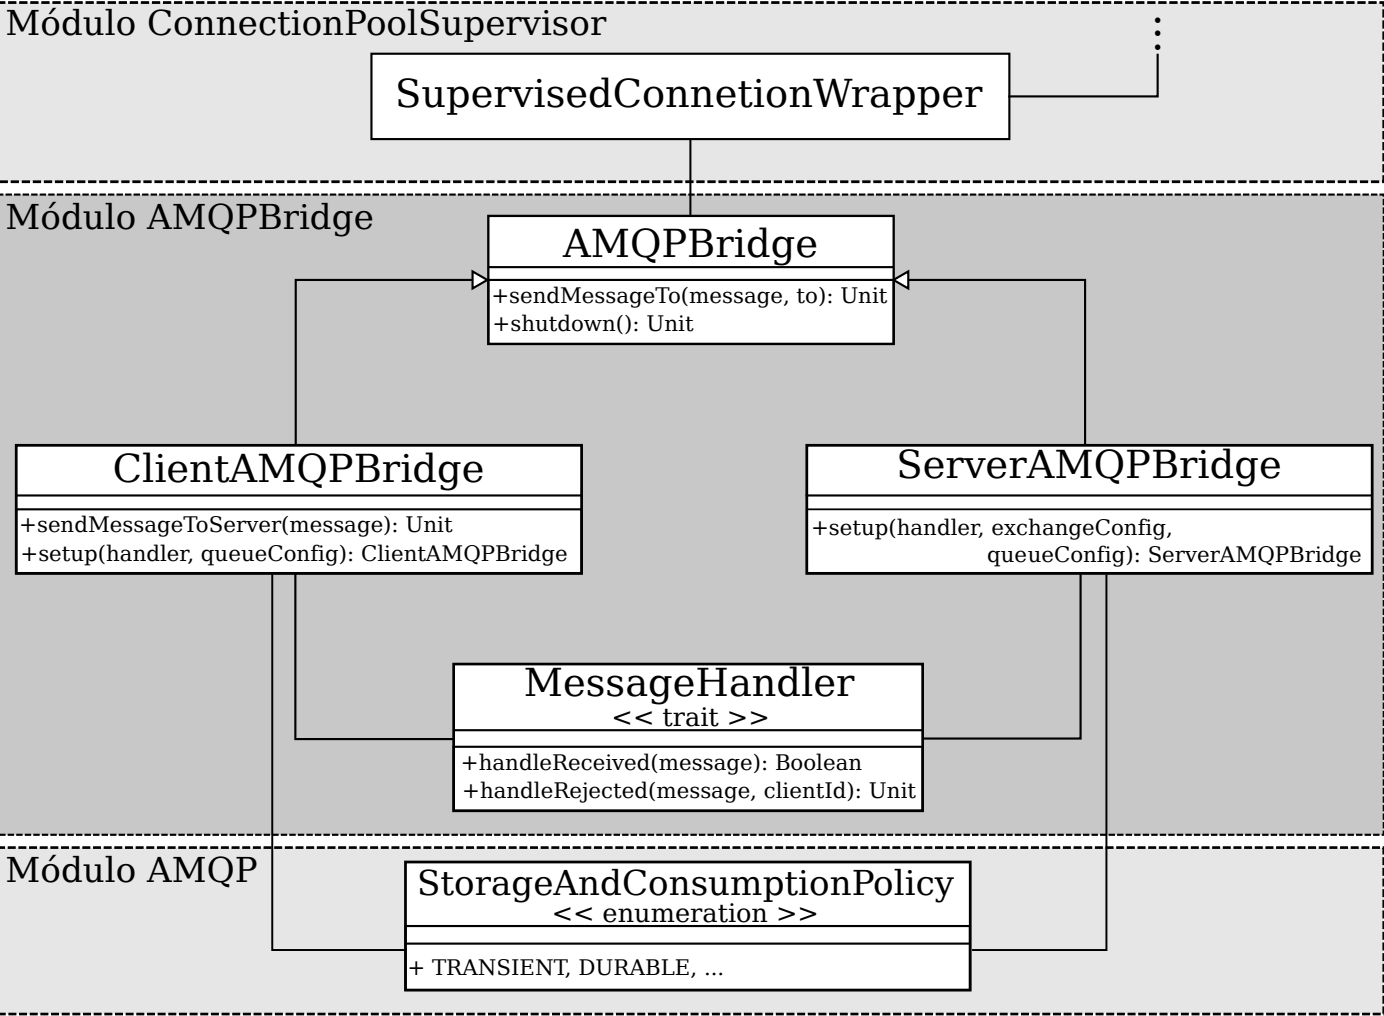 Módulo ConnectionPoolSupervisor
SupervisedConnetionWrapper
Módulo AMQPBridge
AMQPBridge
+sendMessageTo(message, to): Unit
+shutdown(): Unit
ClientAMQPBridge
+sendMessageToServer(message): Unit
+setup(handler, queueConfig): ClientAMQPBridge
ServerAMQPBridge
+setup(handler, exchangeConfig,
queueConfig): ServerAMQPBridge
MessageHandler
<< trait >>
+handleReceived(message): Boolean
+handleRejected(message, clientId): Unit
Módulo AMQP
StorageAndConsumptionPolicy
<< enumeration >>
+ TRANSIENT, DURABLE, ...